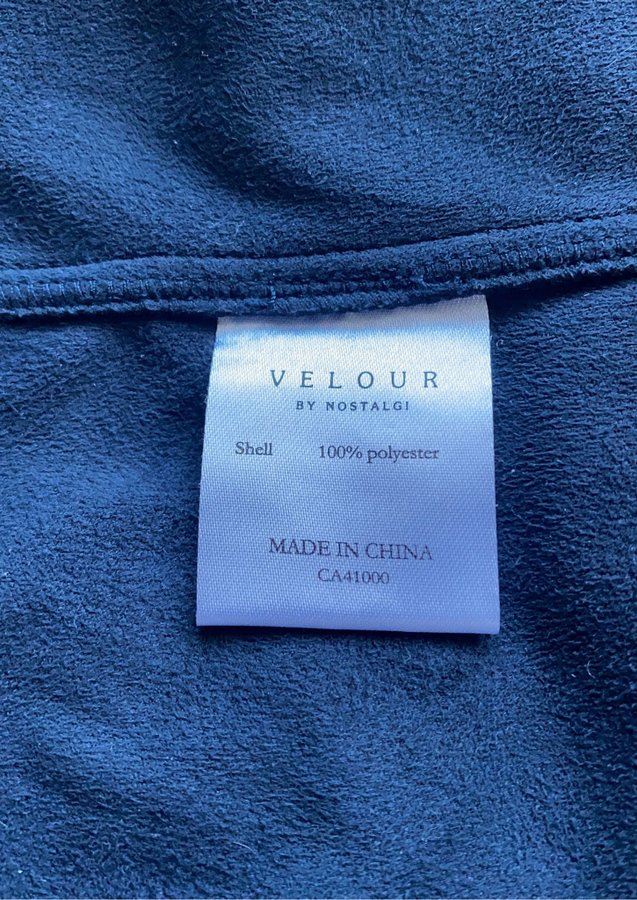 VELOUR
BY NOSTALGI
Shell 100% polyester
MADE IN CHINA
CA41000